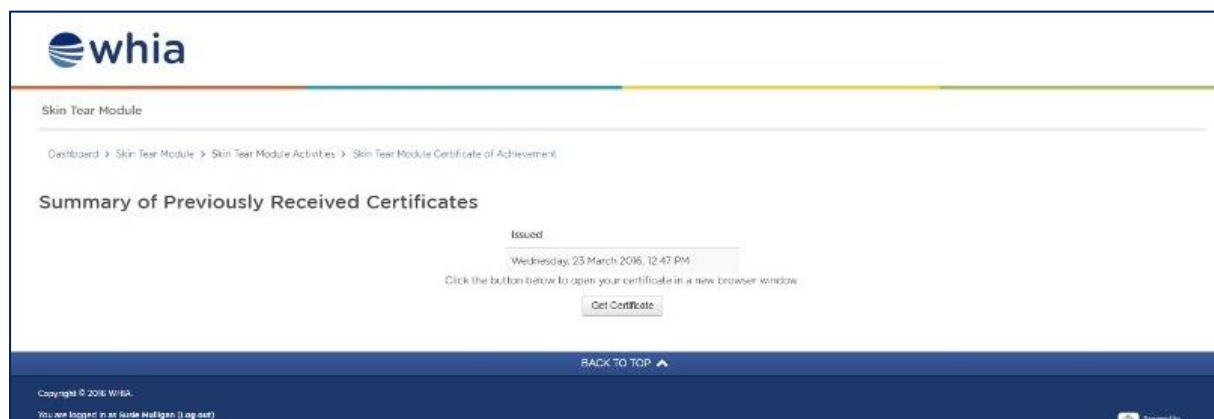 whia
Skin Tear Module
Dashboard > Skin Tear Module > Skin Tear Module Activities > Skin Tear Module Certificate of Achievement
Summary of Previously Received Certificates
Issued
Wednesday, 23 March 2016, 12:47 PM
Click the button below to open your certificate in a new browser window
Get Certificate
BACK TO TOP
Copyright © 2016 WHIA.
You are logged in as Susie Mulligan (Log out)
Powered by